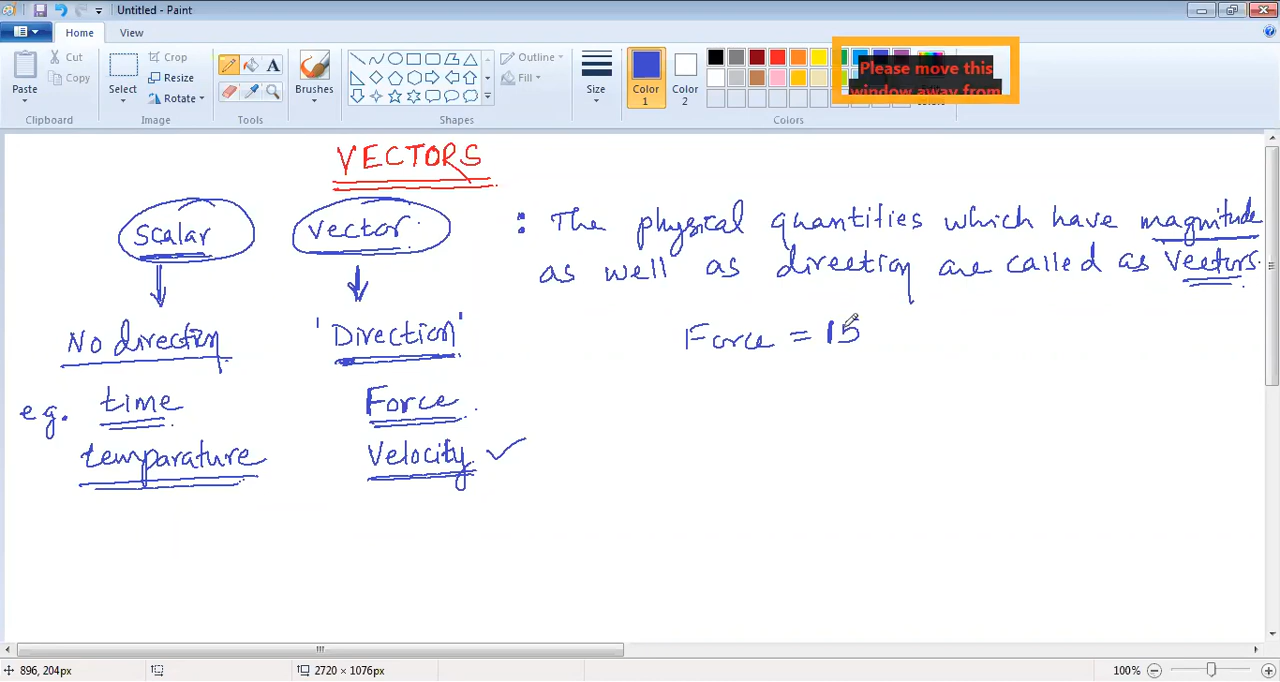 Untitled - Paint
Home
View
Cut
Copy
Paste
Clipboard
Crop
Resize
Rotate
Select
Image
Tools
Brushes
Outline
Fill
Shapes
Size
Color
1
Color
2
Colors
Please move this
window away from
VECTORS
scalar
vector
: The physical quantities which have magnitude
as well as direction are called as Vectors.
No direction
'Direction'
Force = 15
e.g. time
Force
temparature
Velocity ✓
896, 204px
2720 × 1076px
100%